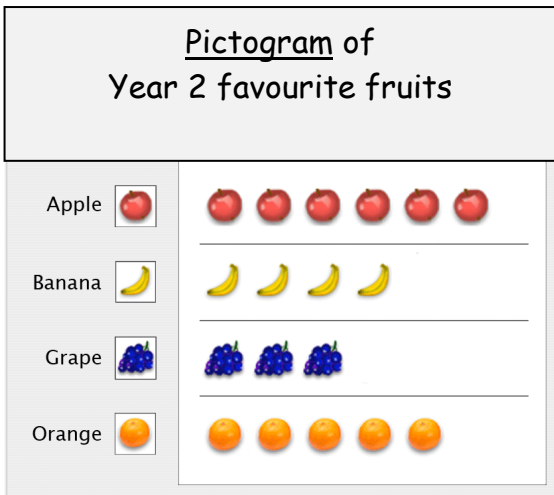 Pictogram of
Year 2 favourite fruits
Apple
Banana
Grape
Orange